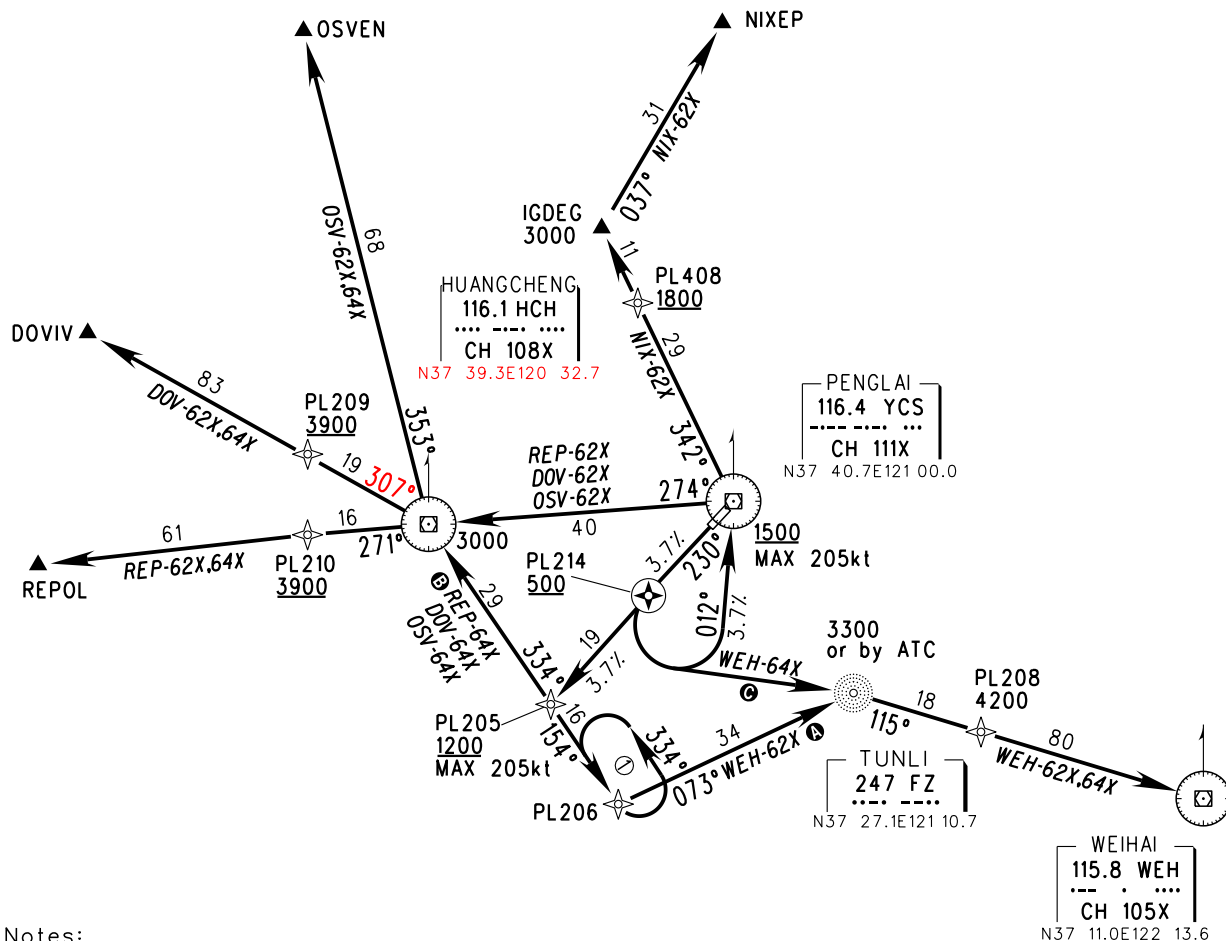 OSVEN
NIXEP
31
NIX-62X
037°
IGDEG
3000
11
PL408
1800
68
OSV-62X,64X
HUANGCHENG
116.1 HCH
CH 108X
N37 39.3E120 32.7
DOVIV
83
DOV-62X,64X
29
NIX-62X
342°
PENGLAI
116.4 YCS
CH 111X
N37 40.7E121 00.0
PL209
3900
19
307°
353°
REP-62X
DOV-62X
OSV-62X
274°
40
3000
1500
MAX 205kt
61
REP-62X,64X
16
271°
REPOL
PL210
3900
PL214
500
3.7%
230°
012°
3.7%
B
29
REP-64X
DOV-64X
OSV-64X
334°
19
3.7%
WEH-64X
C
3300
or by ATC
PL208
4200
18
115°
80
WEH-62X,64X
PL205
1200
MAX 205kt
16
154°
1
334°
34
073° WEH-62X A
PL206
TUNLI
247 FZ
N37 27.1E121 10.7
WEIHAI
115.8 WEH
CH 105X
N37 11.0E122 13.6
Notes: